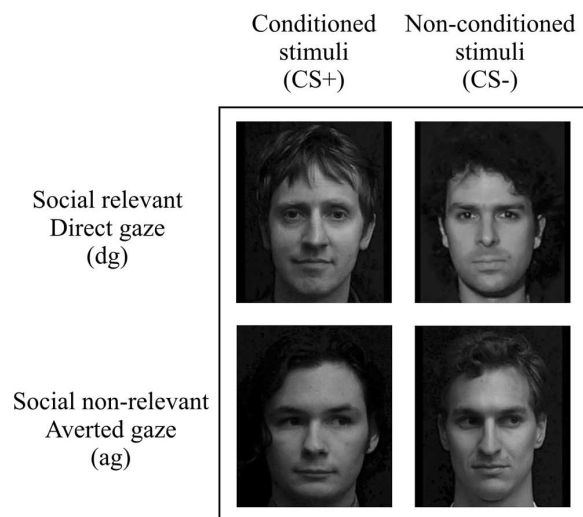 Conditioned
stimuli
(CS+)
Non-conditioned
stimuli
(CS-)
Social relevant
Direct gaze
(dg)
Social non-relevant
Averted gaze
(ag)